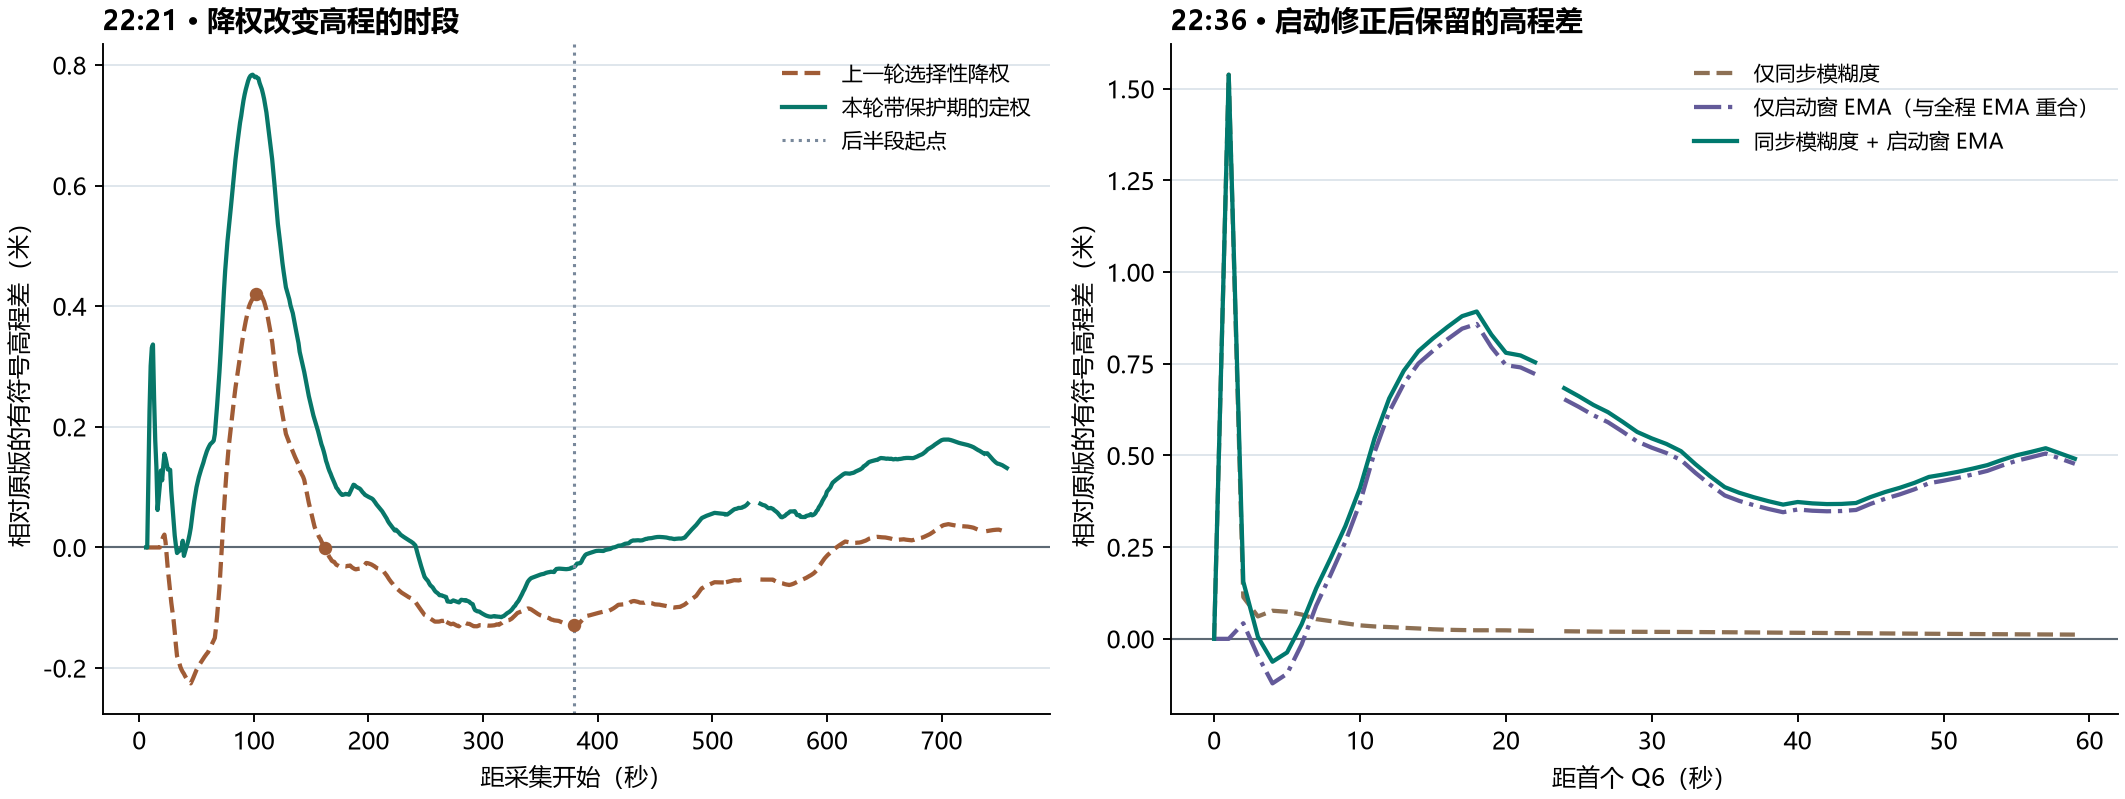 22:21 • 降权改变高程的时段
上一轮选择性降权
本轮带保护期的定权
后半段起点
相对原版的有符号高程差（米）
0.8
0.6
0.4
0.2
0.0
-0.2
0
100
200
300
400
500
600
700
距采集开始（秒）
22:36 • 启动修正后保留的高程差
仅同步模糊度
仅启动窗 EMA（与全程 EMA 重合）
同步模糊度 + 启动窗 EMA
相对原版的有符号高程差（米）
1.50
1.25
1.00
0.75
0.50
0.25
0.00
0
10
20
30
40
50
60
距首个 Q6（秒）